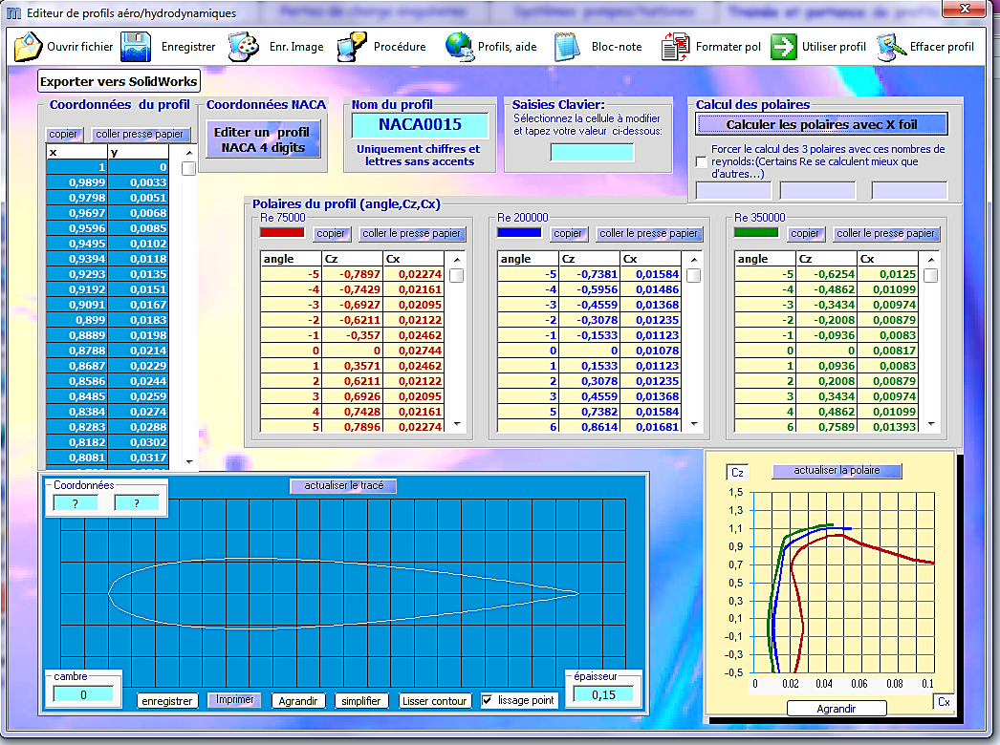 Editeur de profils aéro/hydrodynamiques
Ouvrir fichier Enregistrer Enr. Image Procédure Profils, aide Bloc-note Formater pol Utiliser profil Effacer profil
Exporter vers SolidWorks
Coordonnées du profil
copier coller presse papier
x y
1 0
0,9899 0,0033
0,9798 0,0051
0,9697 0,0068
0,9596 0,0085
0,9495 0,0102
0,9394 0,0118
0,9293 0,0135
0,9192 0,0151
0,9091 0,0167
0,899 0,0183
0,8889 0,0198
0,8788 0,0214
0,8687 0,0229
0,8586 0,0244
0,8485 0,0259
0,8384 0,0274
0,8283 0,0288
0,8182 0,0302
0,8081 0,0317
Coordonnées NACA
Editer un profil
NACA 4 digits
Nom du profil
NACA0015
Uniquement chiffres et
lettres sans accents
Saisies Clavier:
Sélectionnez la cellule à modifier
et tapez votre valeur ci-dessous:
Calcul des polaires
Calculer les polaires avec X foil
Forcer le calcul des 3 polaires avec ces nombres de
reynolds:(Certains Re se calculent mieux que
d'autres...)
Polaires du profil (angle,Cz,Cx)
Re 75000
copier coller le presse papier
angle Cz Cx
-5 -0,7897 0,02274
-4 -0,7429 0,02161
-3 -0,6927 0,02095
-2 -0,6211 0,02122
-1 -0,357 0,02462
0 0 0,02744
1 0,3571 0,02462
2 0,6211 0,02122
3 0,6926 0,02095
4 0,7428 0,02161
5 0,7896 0,02274
Re 200000
copier coller le presse papier
angle Cz Cx
-5 -0,7381 0,01584
-4 -0,5956 0,01486
-3 -0,4559 0,01368
-2 -0,3078 0,01235
-1 -0,1533 0,01123
0 0 0,01078
1 0,1533 0,01123
2 0,3078 0,01235
3 0,4559 0,01368
5 0,7382 0,01584
6 0,8614 0,01681
Re 350000
copier coller le presse papier
angle Cz Cx
-5 -0,6254 0,0125
-4 -0,4862 0,01099
-3 -0,3434 0,00974
-2 -0,2008 0,00879
-1 -0,0936 0,0083
0 0 0,00817
1 0,0936 0,0083
2 0,2008 0,00879
3 0,3434 0,00974
4 0,4862 0,01099
6 0,7589 0,01393
Coordonnées
? ?
actualiser le tracé
cambre
0
épaisseur
0,15
enregistrer Imprimer Agrandir simplifier Lisser contour lissage point
Cz
actualiser la polaire
1,5
1,3
1,1
0,9
0,7
0,5
0,3
0,1
-0,1
-0,3
-0,5
0 0.02 0.04 0.06 0.08 0.1
Cx
Agrandir